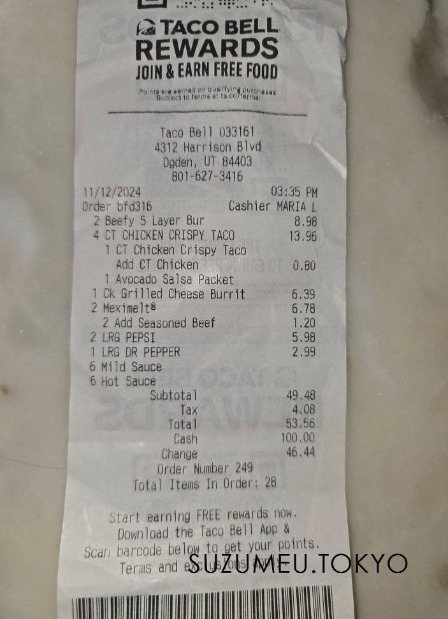 TACO BELL
REWARDS
JOIN & EARN FREE FOOD
Points are earned on qualifying purchases.
Subject to terms at ta.co/terms.
Taco Bell 033161
4312 Harrison Blvd
Ogden, UT 84403
801-627-3416
11/12/2024 03:35 PM
Order bfd316 Cashier MARIA L
2 Beefy 5 Layer Bur 8.98
4 CT CHICKEN CRISPY TACO 13.96
1 CT Chicken Crispy Taco
Add CT Chicken 0.80
1 Avocado Salsa Packet
1 Ck Grilled Cheese Burrit 6.39
2 Meximelt® 6.78
2 Add Seasoned Beef 1.20
2 LRG PEPSI 5.98
1 LRG DR PEPPER 2.99
6 Mild Sauce
6 Hot Sauce
Subtotal 49.48
Tax 4.08
Total 53.56
Cash 100.00
Change 46.44
Order Number 249
Total Items In Order: 28
Start earning FREE rewards now.
Download the Taco Bell App &
Scan barcode below to get your points.
Terms and
SUZUMEU.TOKYO